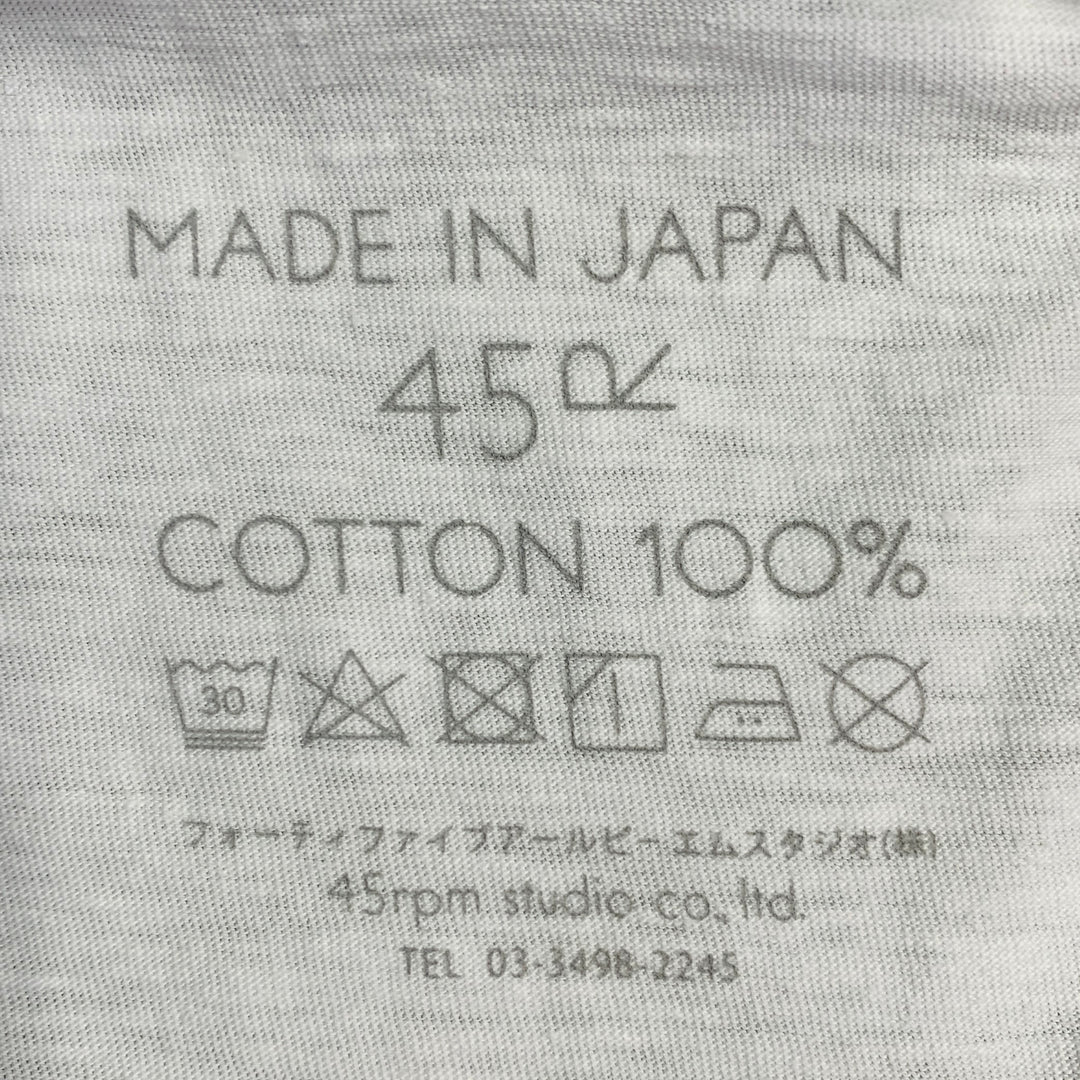 MADE IN JAPAN
45R
COTTON 100%
30
フォーティファイブアールピーエムスタジオ(株)
45rpm studio co., ltd.
TEL 03-3498-2245